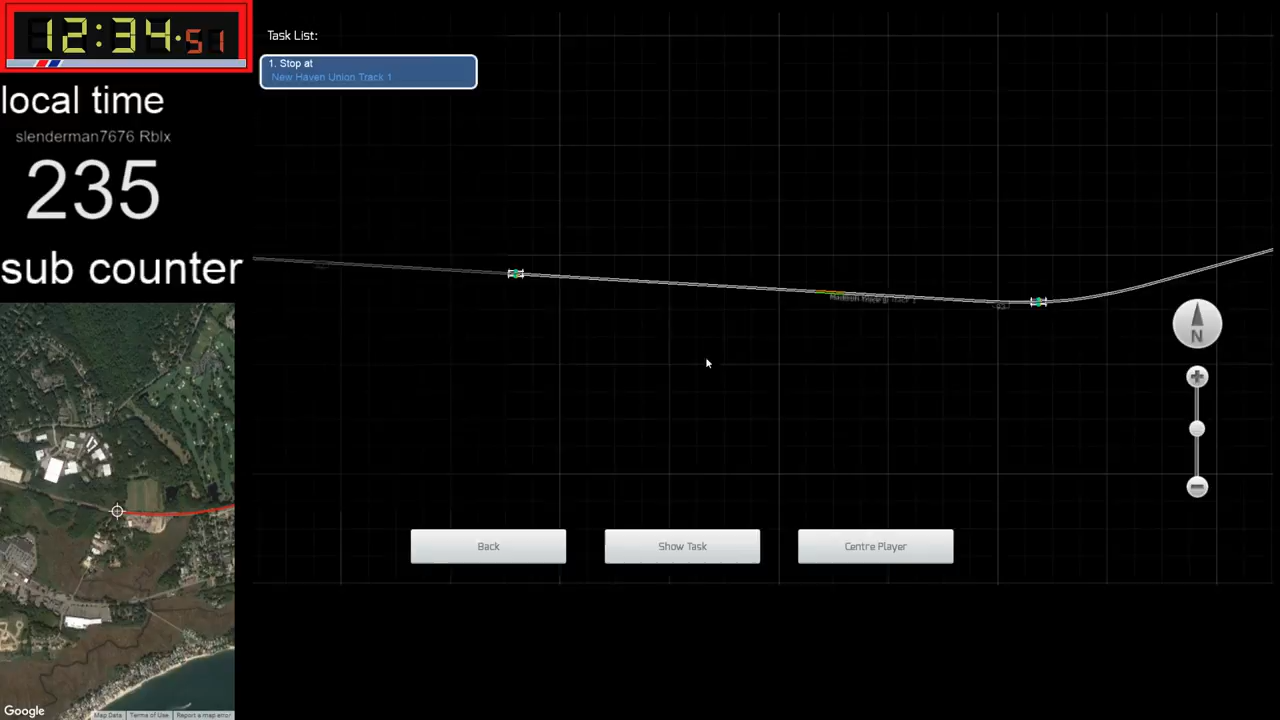 12:34.51
local time
slenderman7676 Rblx
235
sub counter
Task List:
1. Stop at
New Haven Union Track 1
N
Back
Show Task
Centre Player
Google
Map Data
Terms of Use
Report a map error